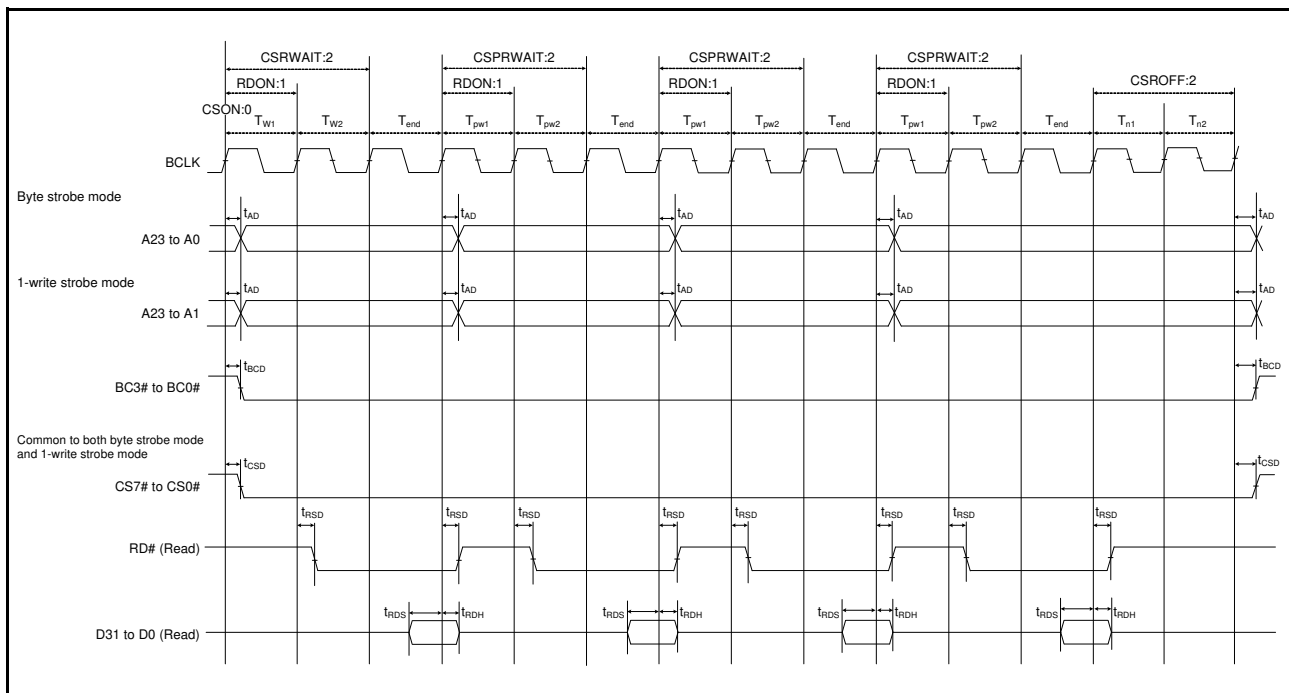 CSRWAIT:2 CSPRWAIT:2 CSPRWAIT:2 CSPRWAIT:2
RDON:1 RDON:1 RDON:1 RDON:1 CSROFF:2
CSON:0
TW1 TW2 Tend Tpw1 Tpw2 Tend Tpw1 Tpw2 Tend Tpw1 Tpw2 Tend Tn1 Tn2
BCLK
Byte strobe mode
tAD tAD tAD tAD tAD
A23 to A0
1-write strobe mode
tAD tAD tAD tAD tAD
A23 to A1
tBCD tBCD
BC3# to BC0#
Common to both byte strobe mode
and 1-write strobe mode
tCSD tCSD
CS7# to CS0#
tRSD tRSD tRSD tRSD tRSD tRSD tRSD tRSD
RD# (Read)
tRDS tRDH tRDS tRDH tRDS tRDH tRDS tRDH
D31 to D0 (Read)